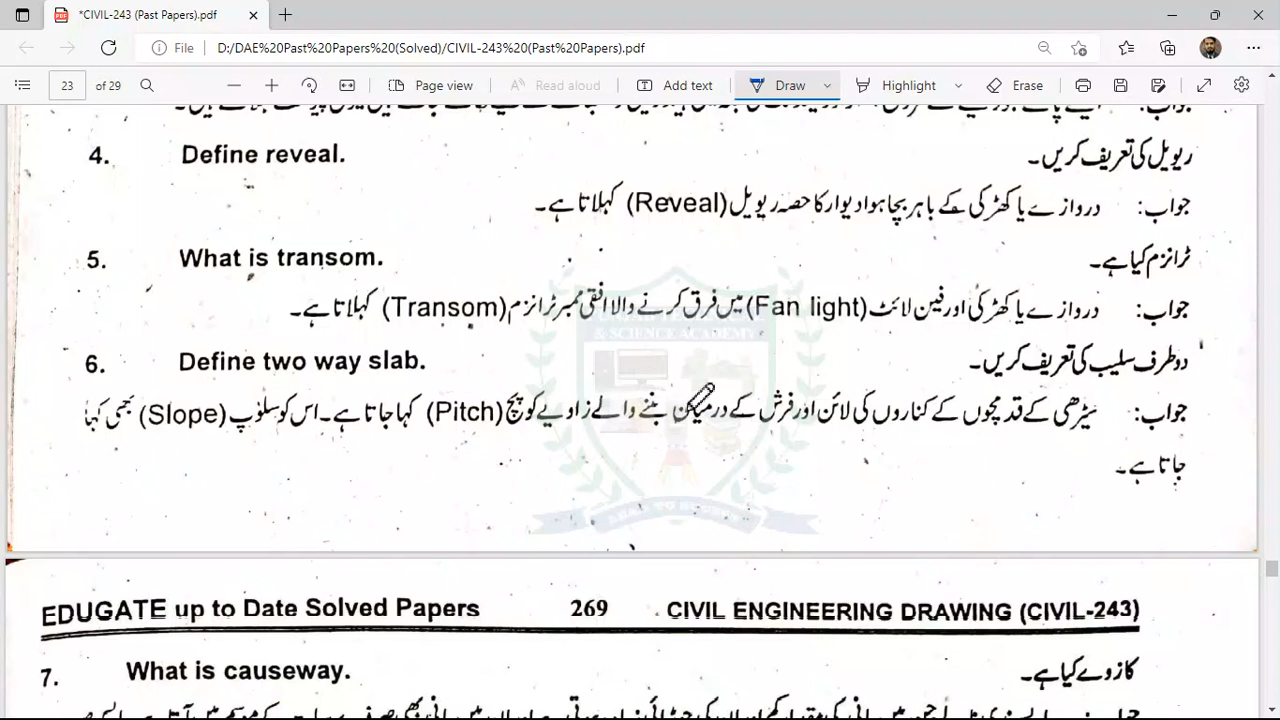 *CIVIL-243 (Past Papers).pdf
File D:/DAE%20Past%20Papers%20(Solved)/CIVIL-243%20(Past%20Papers).pdf
23 of 29 Page view Read aloud Add text Draw Highlight Erase
جواب:
4. Define reveal. ریویل کی تعریف کریں۔
جواب: دروازے یا کھڑکی کے باہر بچا ہوا دیوار کا حصہ ریویل (Reveal) کہلاتا ہے۔
5. What is transom. ٹرانزم کیا ہے۔
جواب: دروازے یا کھڑکی اور فین لائٹ (Fan light) میں فرق کرنے والا افقی ممبر ٹرانزم (Transom) کہلاتا ہے۔
& SCIENCE ACADEMY
6. Define two way slab. دو طرف سلیب کی تعریف کریں۔
جواب: سیڑھی کے قدمچوں کے کناروں کی لائن اور فرش کے درمیان بننے والے زاویے کو پچ (Pitch) کہا جاتا ہے۔ اس کو سلوپ (Slope) بھی کہا
جاتا ہے۔
EDUGATE up to Date Solved Papers 269 CIVIL ENGINEERING DRAWING (CIVIL-243)
7. What is causeway. کازوے کیا ہے۔